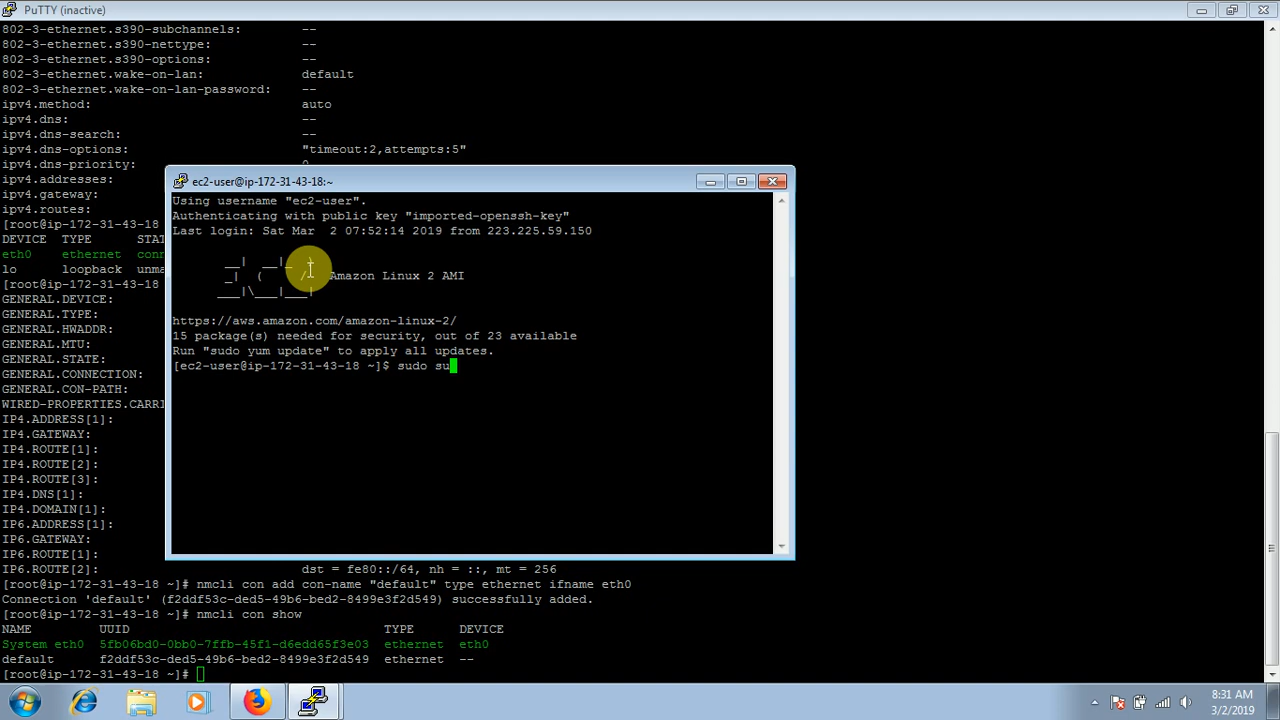 PuTTY (inactive)
802-3-ethernet.s390-subchannels: --
802-3-ethernet.s390-nettype: --
802-3-ethernet.s390-options: --
802-3-ethernet.wake-on-lan: default
802-3-ethernet.wake-on-lan-password: --
ipv4.method: auto
ipv4.dns: --
ipv4.dns-search: --
ipv4.dns-options: "timeout:2,attempts:5"
ipv4.dns-priority: 0
ipv4.addresses:
ipv4.gateway:
ipv4.routes:
[root@ip-172-31-43-18
DEVICE TYPE STAT
eth0 ethernet conn
lo loopback unma
[root@ip-172-31-43-18
GENERAL.DEVICE:
GENERAL.TYPE:
GENERAL.HWADDR:
GENERAL.MTU:
GENERAL.STATE:
GENERAL.CONNECTION:
GENERAL.CON-PATH:
WIRED-PROPERTIES.CARRI
IP4.ADDRESS[1]:
IP4.GATEWAY:
IP4.ROUTE[1]:
IP4.ROUTE[2]:
IP4.ROUTE[3]:
IP4.DNS[1]:
IP4.DOMAIN[1]:
IP6.ADDRESS[1]:
IP6.GATEWAY:
IP6.ROUTE[1]:
IP6.ROUTE[2]: dst = fe80::/64, nh = ::, mt = 256
[root@ip-172-31-43-18 ~]# nmcli con add con-name "default" type ethernet ifname eth0
Connection 'default' (f2ddf53c-ded5-49b6-bed2-8499e3f2d549) successfully added.
[root@ip-172-31-43-18 ~]# nmcli con show
NAME UUID TYPE DEVICE
System eth0 5fb06bd0-0bb0-7ffb-45f1-d6edd65f3e03 ethernet eth0
default f2ddf53c-ded5-49b6-bed2-8499e3f2d549 ethernet --
[root@ip-172-31-43-18 ~]#
ec2-user@ip-172-31-43-18:~
Using username "ec2-user".
Authenticating with public key "imported-openssh-key"
Last login: Sat Mar 2 07:52:14 2019 from 223.225.59.150
Amazon Linux 2 AMI
https://aws.amazon.com/amazon-linux-2/
15 package(s) needed for security, out of 23 available
Run "sudo yum update" to apply all updates.
[ec2-user@ip-172-31-43-18 ~]$ sudo su
8:31 AM
3/2/2019